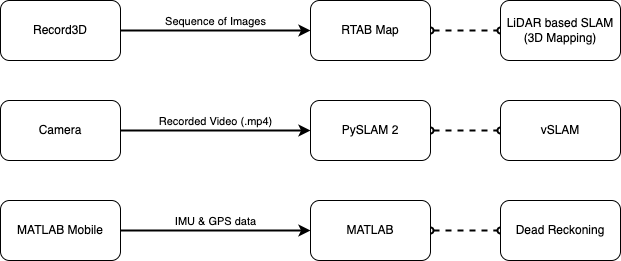 Record3D
Sequence of Images
RTAB Map
LiDAR based SLAM
(3D Mapping)
Camera
Recorded Video (.mp4)
PySLAM 2
vSLAM
MATLAB Mobile
IMU & GPS data
MATLAB
Dead Reckoning